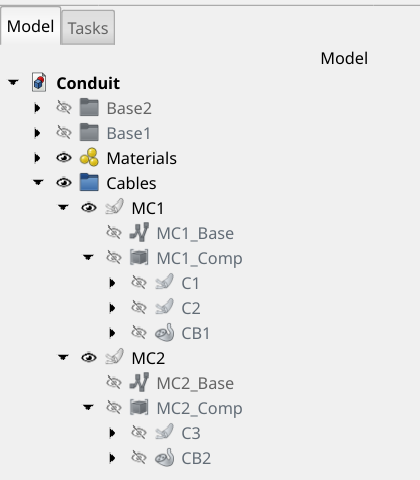 Model Tasks
Model
Conduit
Base2
Base1
Materials
Cables
MC1
MC1_Base
MC1_Comp
C1
C2
CB1
MC2
MC2_Base
MC2_Comp
C3
CB2